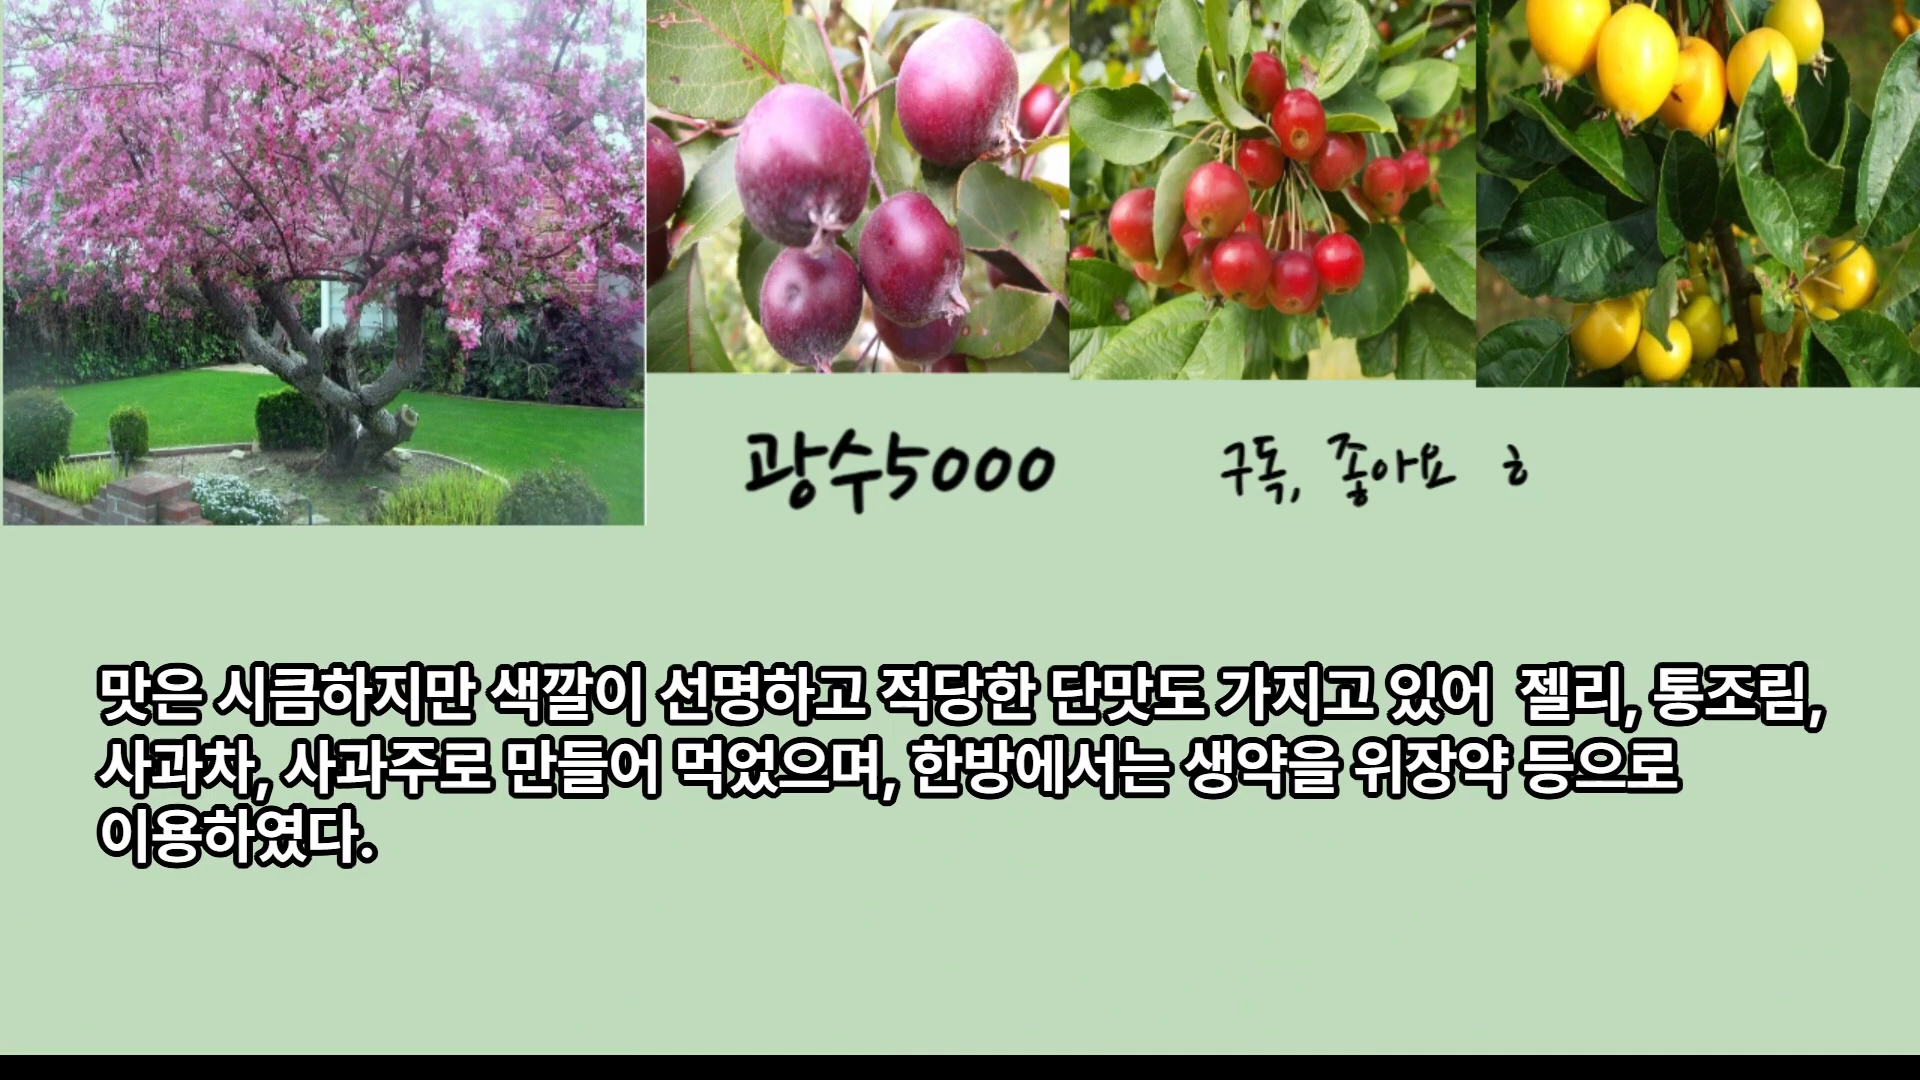 광수5000 구독, 좋아요 ㅎ
맛은 시큼하지만 색깔이 선명하고 적당한 단맛도 가지고 있어 젤리, 통조림,
사과차, 사과주로 만들어 먹었으며, 한방에서는 생약을 위장약 등으로
이용하였다.